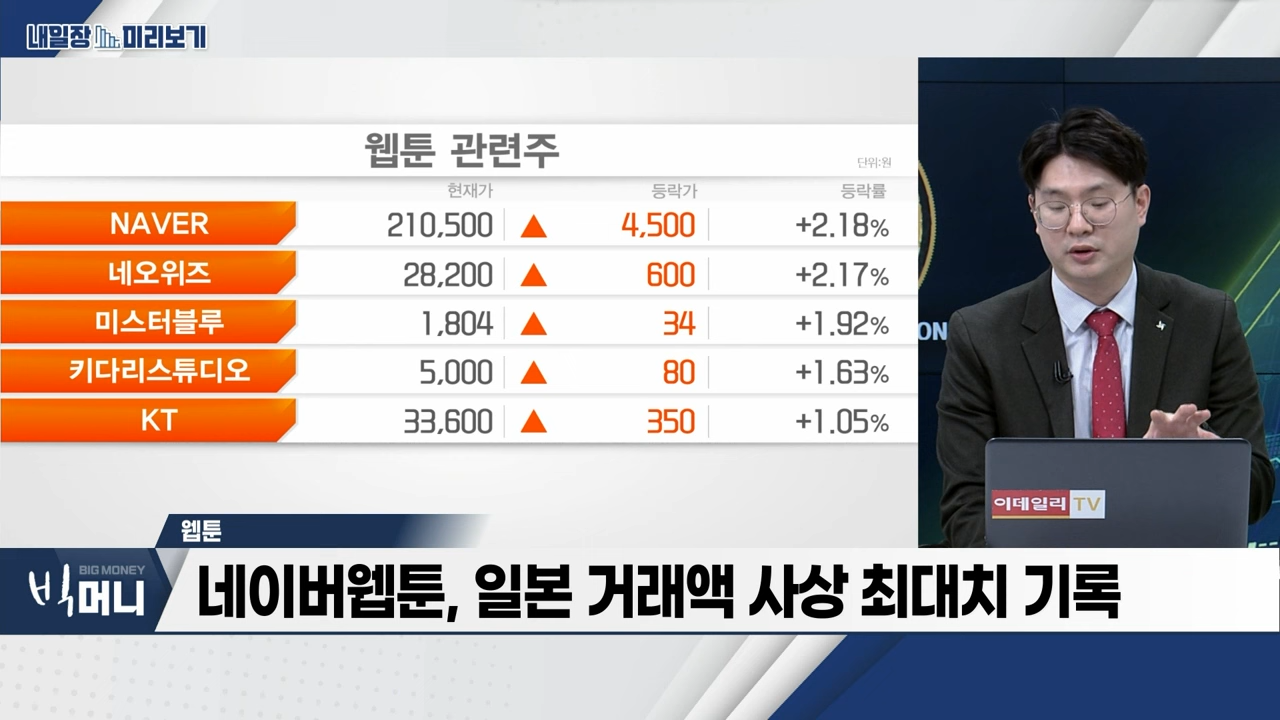 내일장 미리보기
웹툰 관련주
단위:원
현재가 등락가 등락률
NAVER 210,500 ▲ 4,500 +2.18%
네오위즈 28,200 ▲ 600 +2.17%
미스터블루 1,804 ▲ 34 +1.92%
키다리스튜디오 5,000 ▲ 80 +1.63%
KT 33,600 ▲ 350 +1.05%
ON
이데일리 TV
웹툰
BIG MONEY
빅머니
네이버웹툰, 일본 거래액 사상 최대치 기록